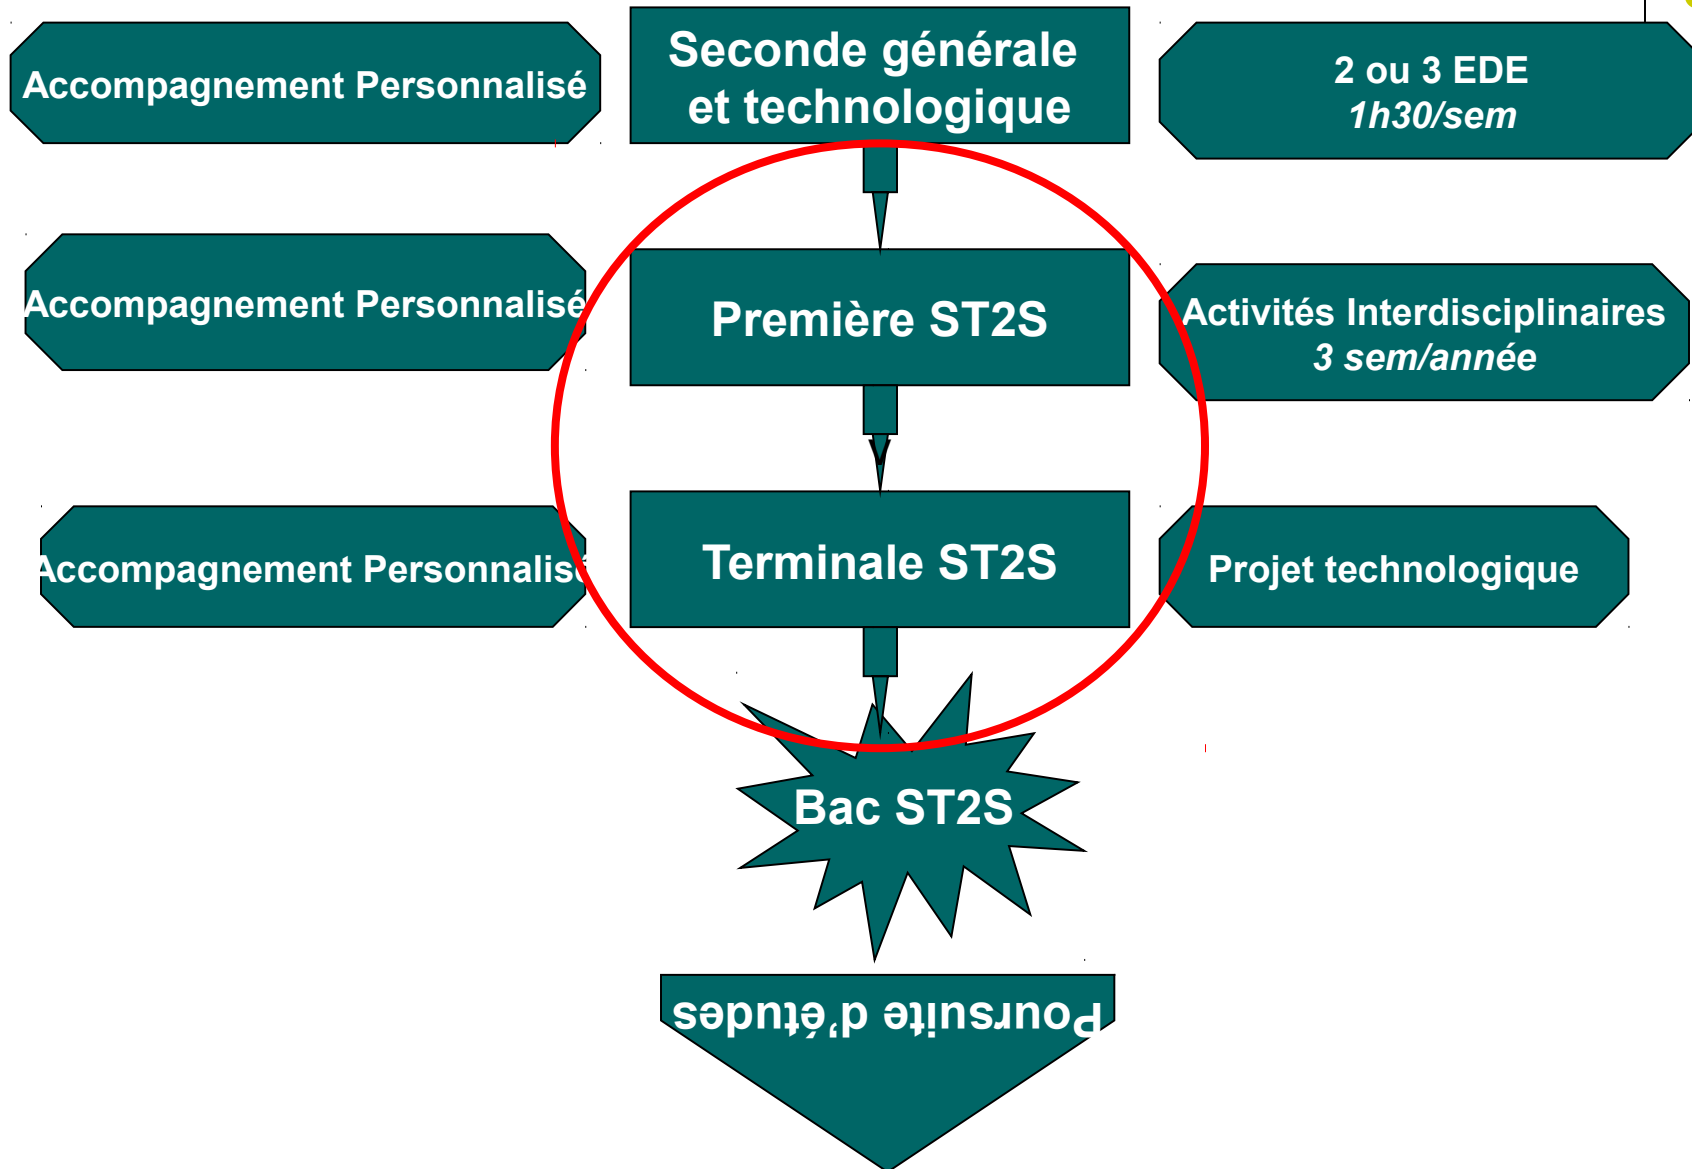 Accompagnement Personnalisé
Seconde générale
et technologique
2 ou 3 EDE
1h30/sem
Accompagnement Personnalisé
Première ST2S
Activités Interdisciplinaires
3 sem/année
Accompagnement Personnalisé
Terminale ST2S
Projet technologique
Bac ST2S
Poursuite d’études